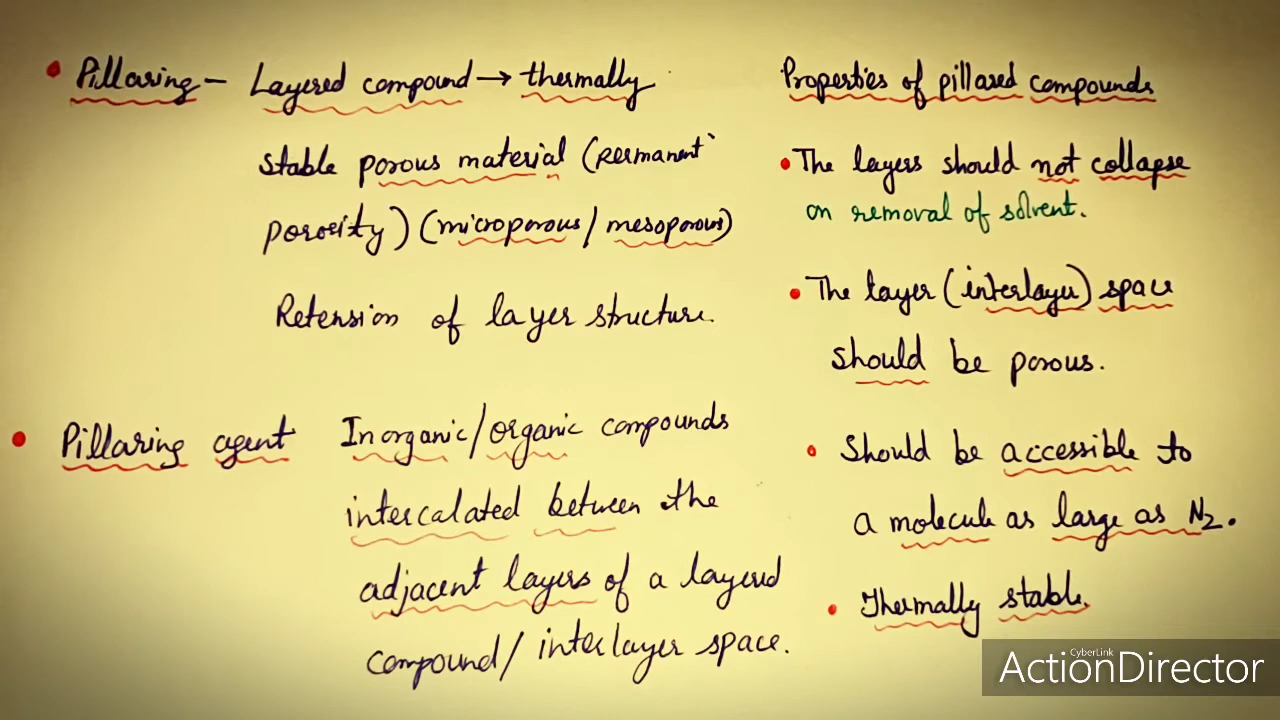 • Pillaring – Layered compound → thermally
stable porous material (Permanent
porosity) (microporous/mesoporous)
Retension of layer structure.
• Pillaring agent Inorganic/organic compounds
intercalated between the
adjacent layers of a layered
compound/interlayer space.
Properties of pillared compounds
• The layers should not collapse
on removal of solvent.
• The layer (interlayer) space
should be porous.
• Should be accessible to
a molecule as large as N2.
• Thermally stable.
CyberLink
ActionDirector